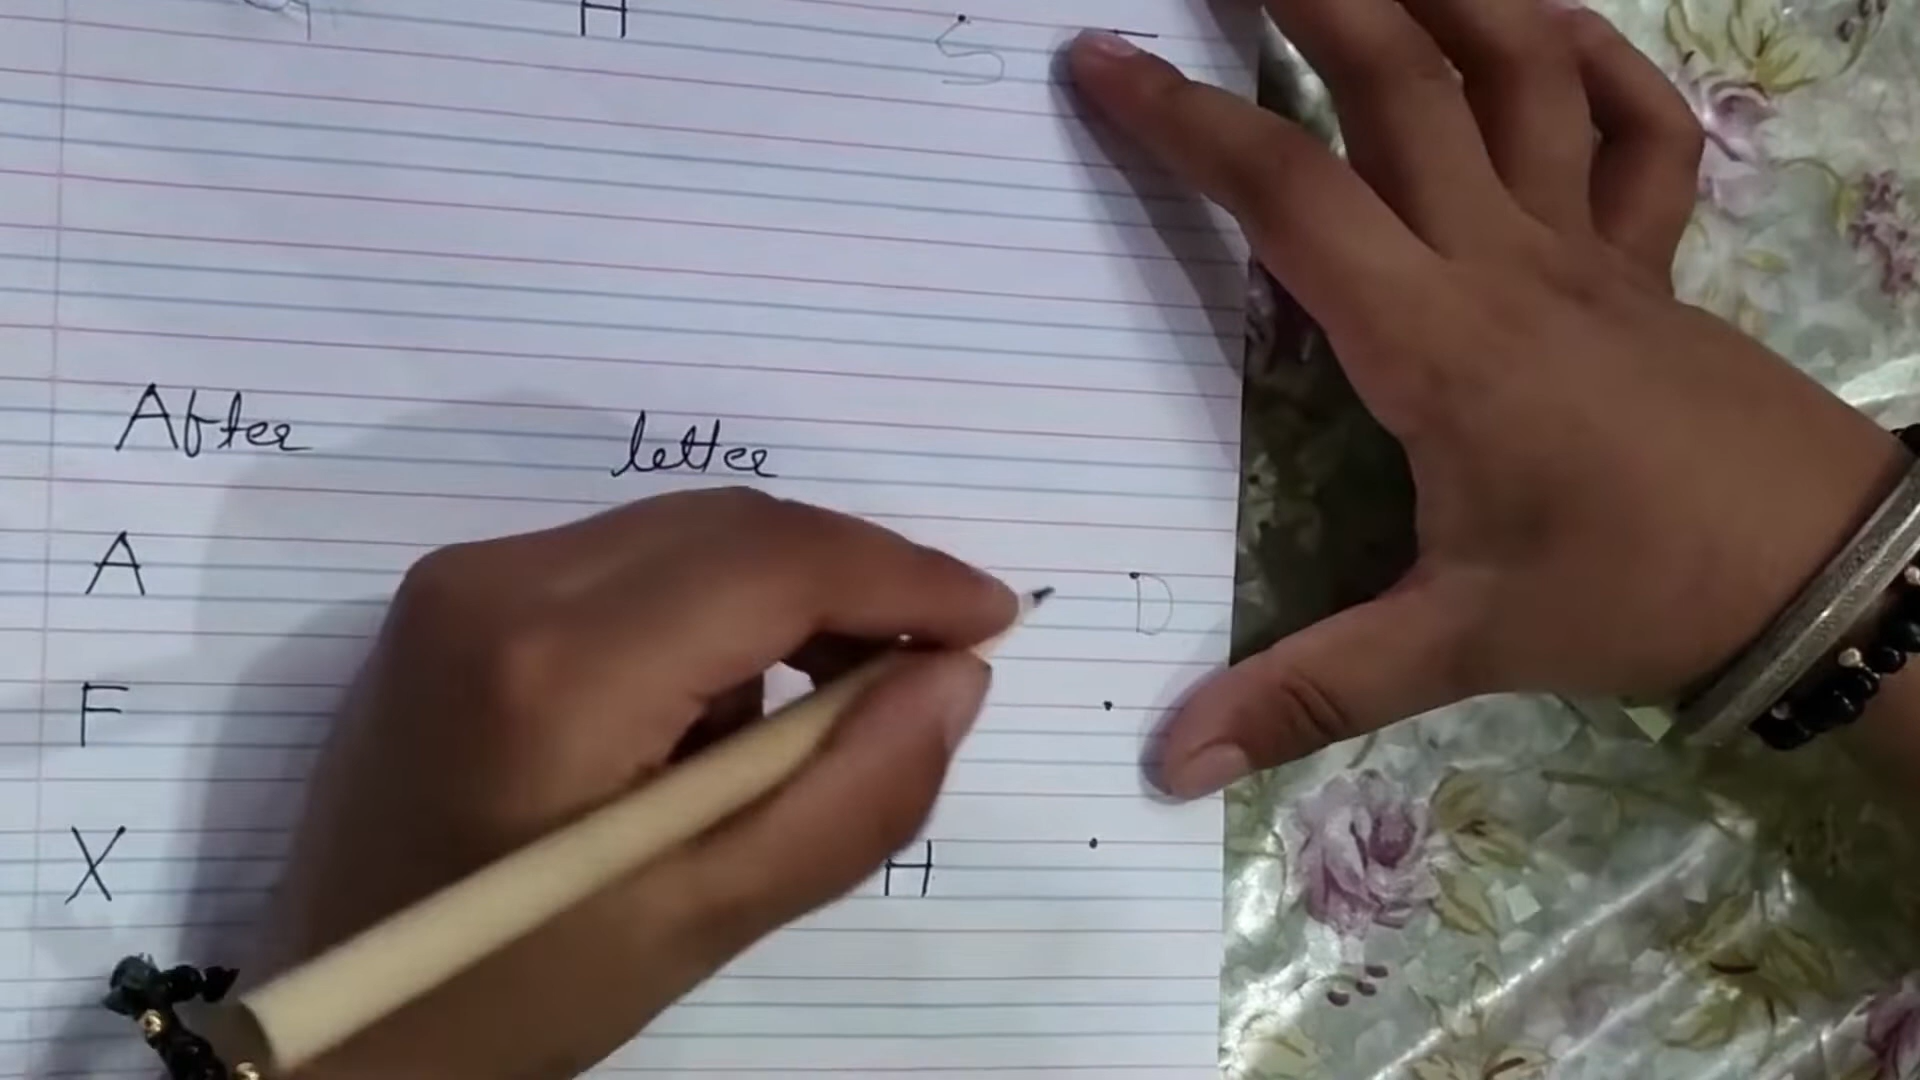 H S
After letter
A D
F
X H